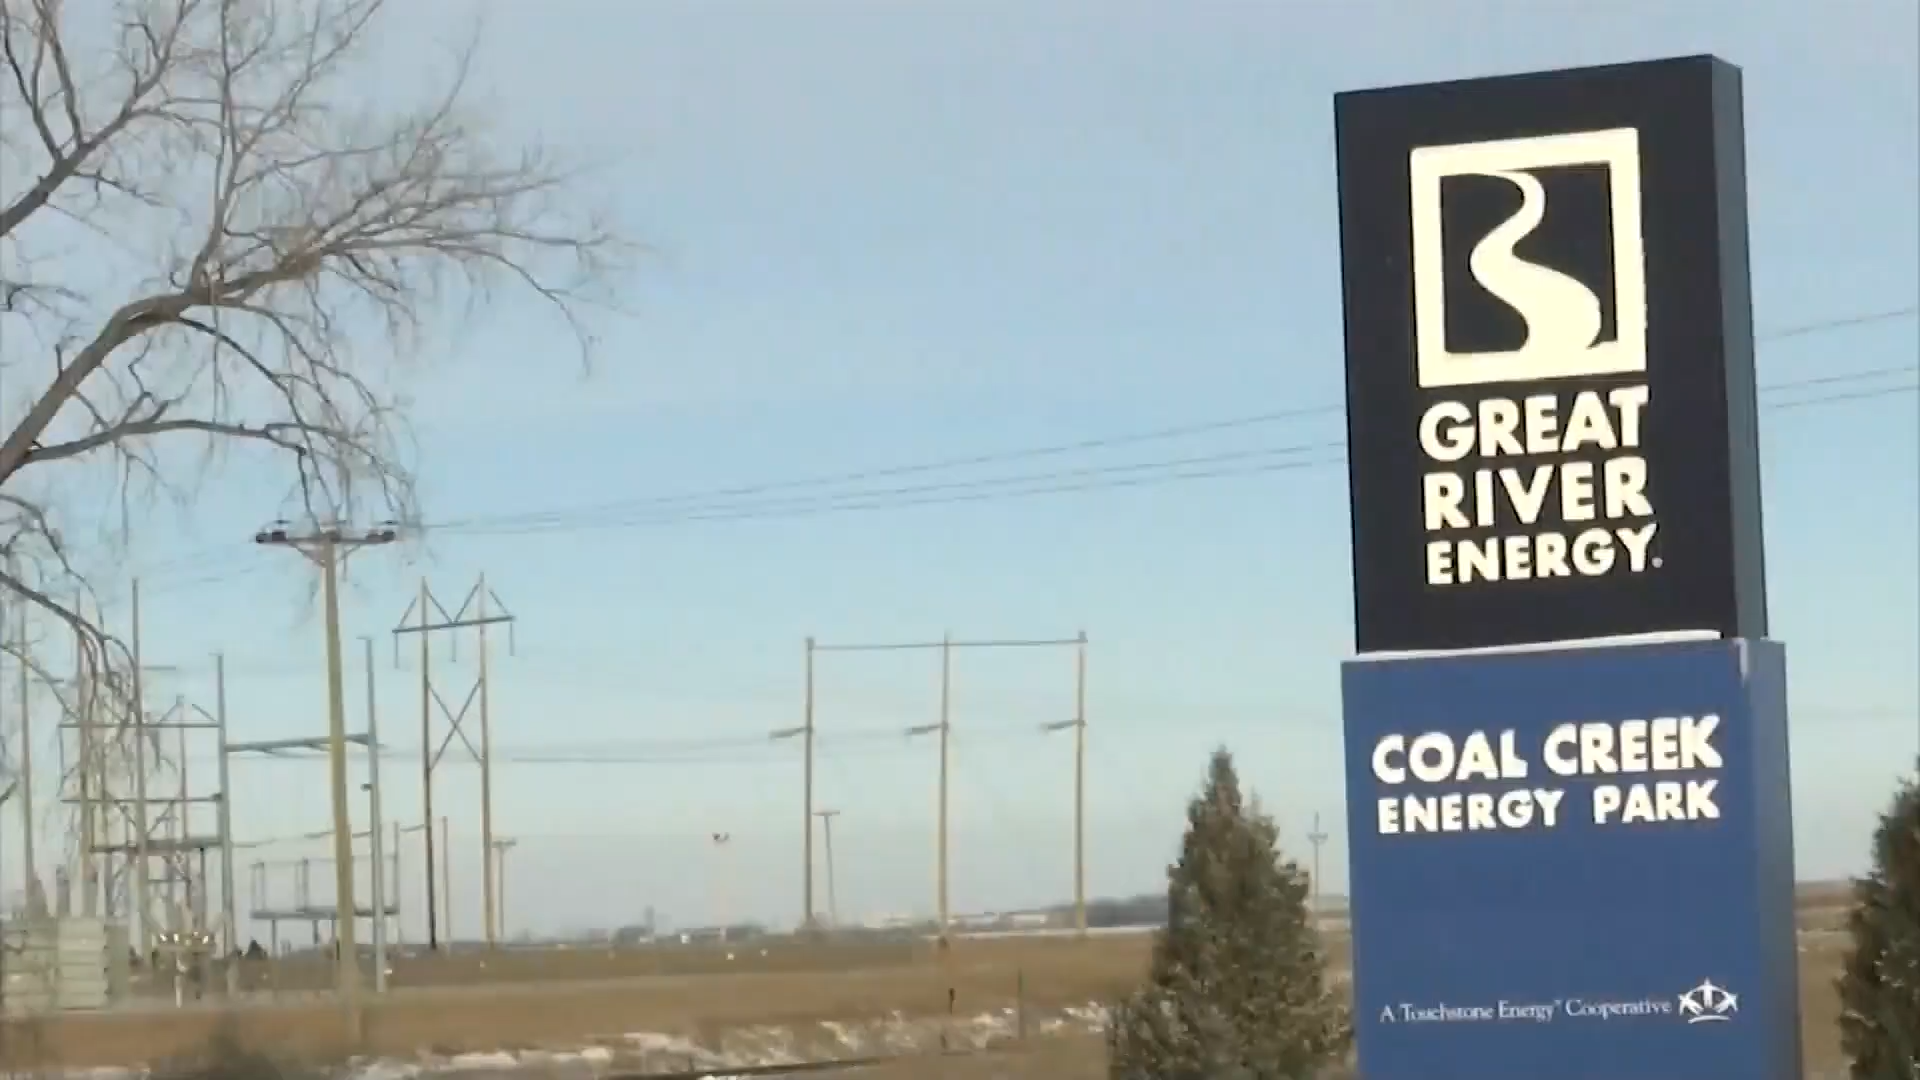 GREAT
RIVER
ENERGY
COAL CREEK
ENERGY PARK
A Touchstone Energy® Cooperative